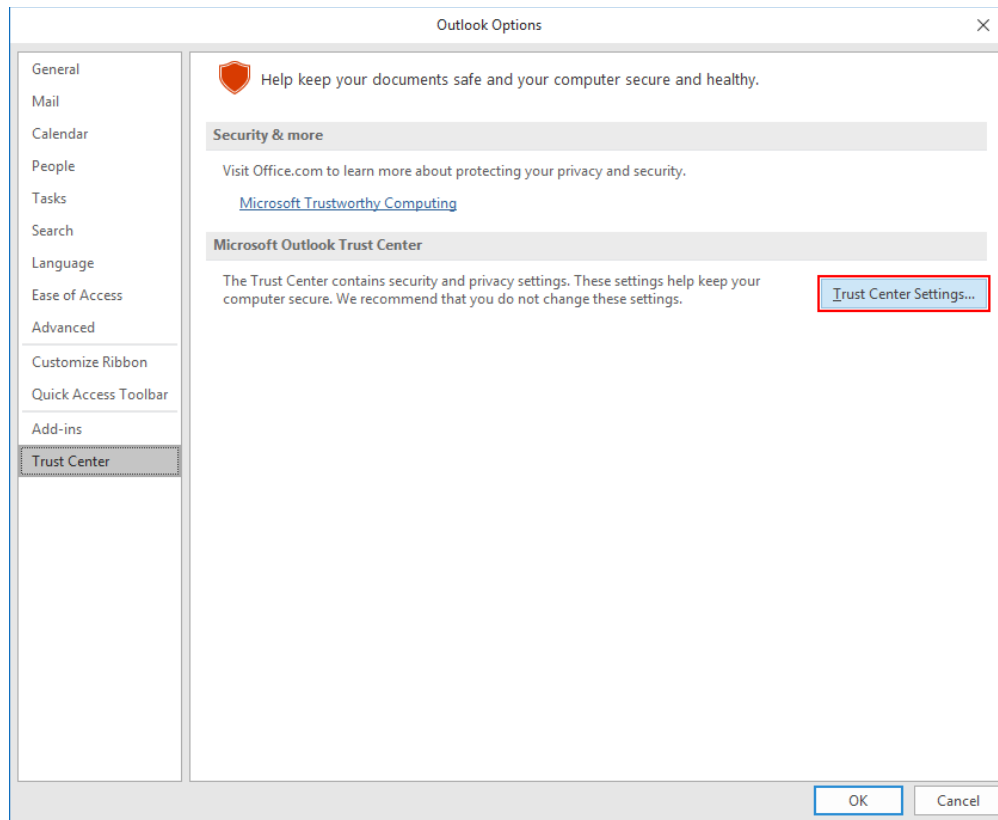 Outlook Options
General
Mail
Calendar
People
Tasks
Search
Language
Ease of Access
Advanced
Customize Ribbon
Quick Access Toolbar
Add-ins
Trust Center
Help keep your documents safe and your computer secure and healthy.
Security & more
Visit Office.com to learn more about protecting your privacy and security.
Microsoft Trustworthy Computing
Microsoft Outlook Trust Center
The Trust Center contains security and privacy settings. These settings help keep your
computer secure. We recommend that you do not change these settings.
Trust Center Settings...
OK
Cancel